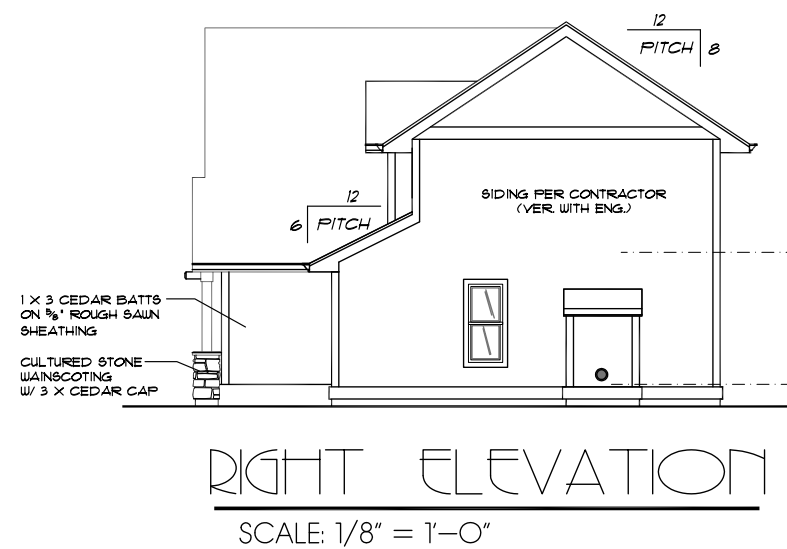 12
PITCH 8
SIDING PER CONTRACTOR
(VER. WITH ENG.)
12
6 PITCH
1 X 3 CEDAR BATTS
ON ⅝" ROUGH SAWN
SHEATHING
CULTURED STONE
WAINSCOTING
W/ 3 X CEDAR CAP
RIGHT ELEVATION
SCALE: 1/8" = 1'-0"